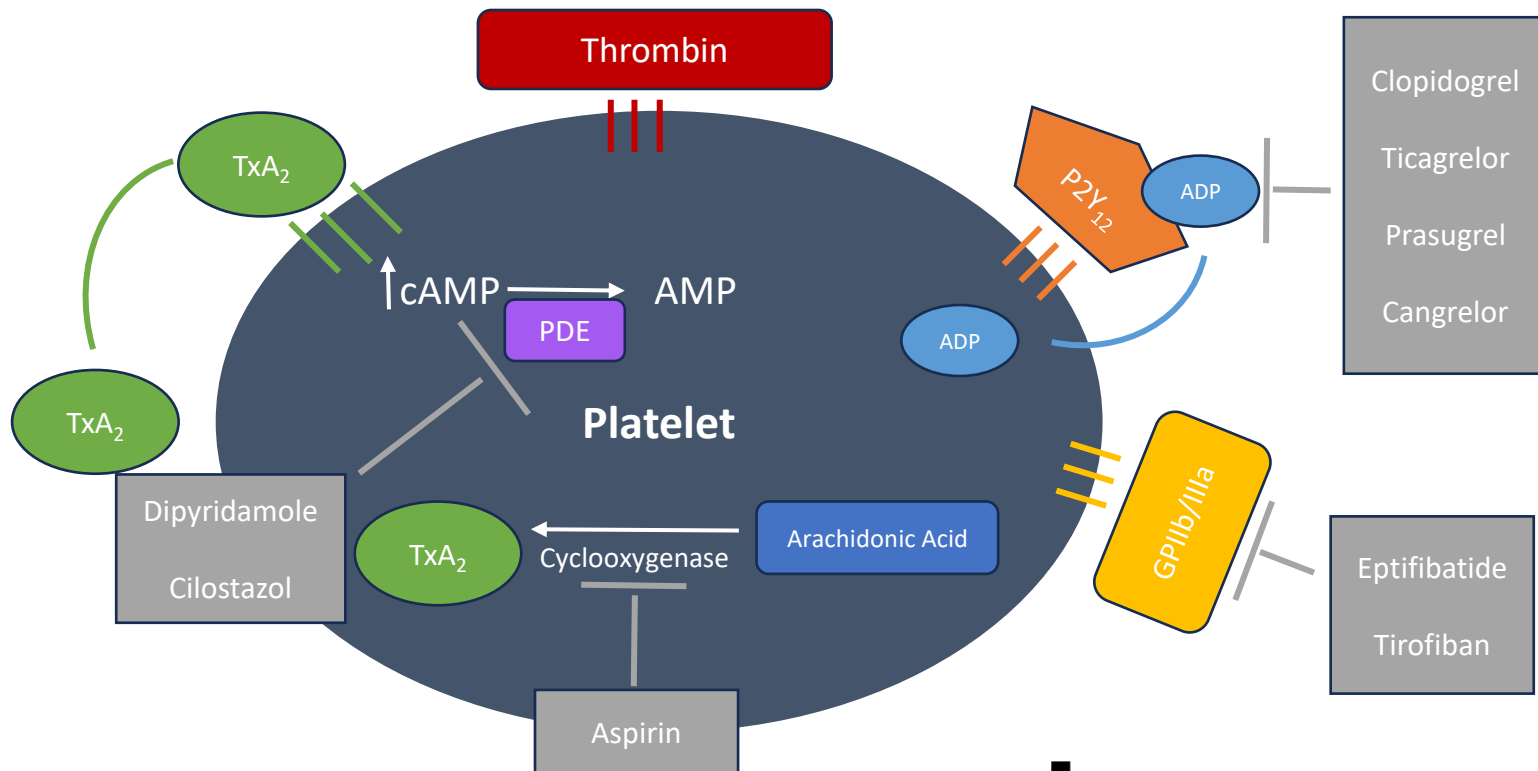 Thrombin
Clopidogrel
Ticagrelor
Prasugrel
Cangrelor
TxA₂
P2Y₁₂
ADP
cAMP
AMP
PDE
ADP
TxA₂
Platelet
Dipyridamole
Cilostazol
TxA₂
Cyclooxygenase
Arachidonic Acid
GPIIb/IIIa
Eptifibatide
Tirofiban
Aspirin